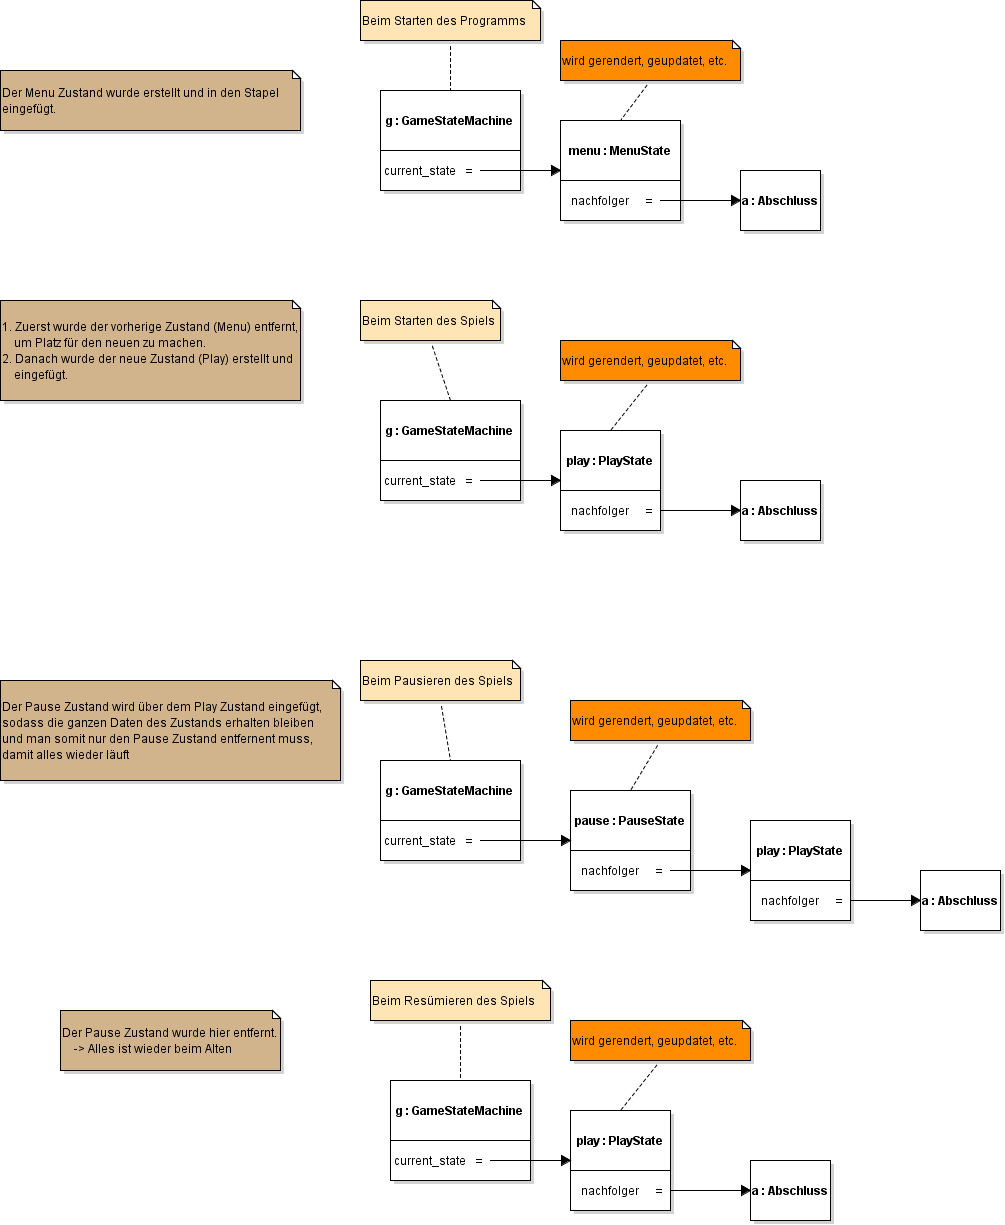 Beim Starten des Programms
wird gerendert, geupdatet, etc.
Der Menu Zustand wurde erstellt und in den Stapel
eingefügt.
g : GameStateMachine
current_state =
menu : MenuState
nachfolger =
a : Abschluss
1. Zuerst wurde der vorherige Zustand (Menu) entfernt,
um Platz für den neuen zu machen.
2. Danach wurde der neue Zustand (Play) erstellt und
eingefügt.
Beim Starten des Spiels
wird gerendert, geupdatet, etc.
g : GameStateMachine
current_state =
play : PlayState
nachfolger =
a : Abschluss
Der Pause Zustand wird über dem Play Zustand eingefügt,
sodass die ganzen Daten des Zustands erhalten bleiben
und man somit nur den Pause Zustand entfernent muss,
damit alles wieder läuft
Beim Pausieren des Spiels
wird gerendert, geupdatet, etc.
g : GameStateMachine
current_state =
pause : PauseState
nachfolger =
play : PlayState
nachfolger =
a : Abschluss
Der Pause Zustand wurde hier entfernt.
-> Alles ist wieder beim Alten
Beim Resümieren des Spiels
wird gerendert, geupdatet, etc.
g : GameStateMachine
current_state =
play : PlayState
nachfolger =
a : Abschluss